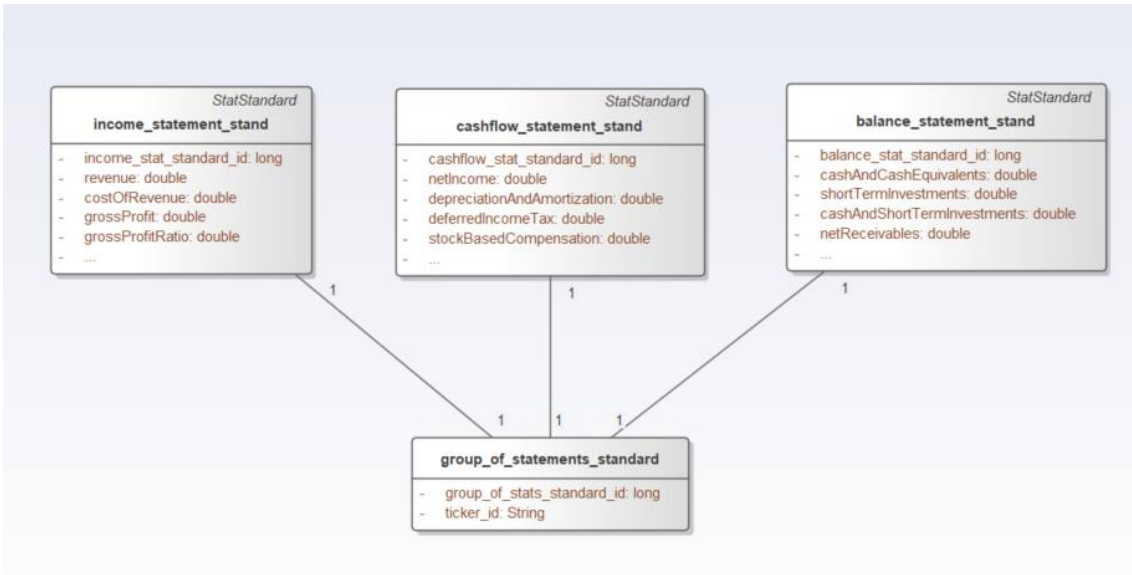 StatStandard
income_statement_stand
- income_stat_standard_id: long
- revenue: double
- costOfRevenue: double
- grossProfit: double
- grossProfitRatio: double
- ...
StatStandard
cashflow_statement_stand
- cashflow_stat_standard_id: long
- netIncome: double
- depreciationAndAmortization: double
- deferredIncomeTax: double
- stockBasedCompensation: double
- ...
StatStandard
balance_statement_stand
- balance_stat_standard_id: long
- cashAndCashEquivalents: double
- shortTermInvestments: double
- cashAndShortTermInvestments: double
- netReceivables: double
- ...
1
1
1
1
1
1
group_of_statements_standard
- group_of_stats_standard_id: long
- ticker_id: String